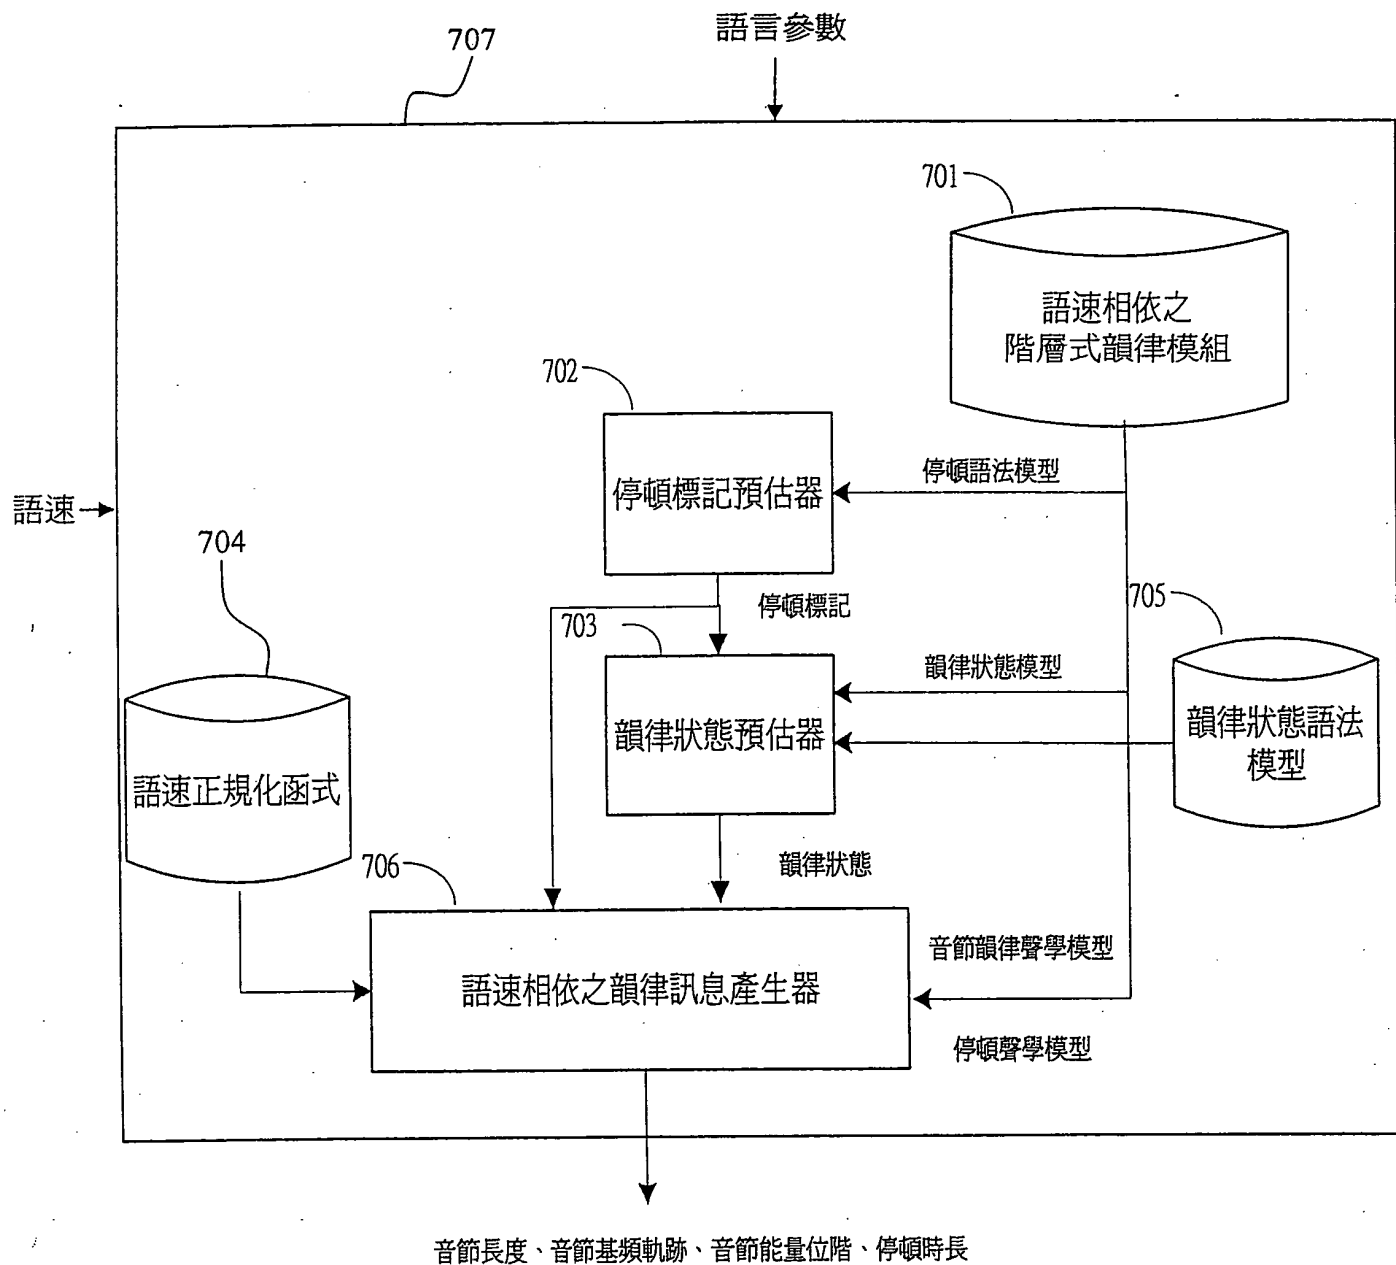 語言參數
707
701
語速相依之
階層式韻律模組
702
停頓標記預估器
停頓語法模型
語速
704
停頓標記
705
703
韻律狀態模型
韻律狀態預估器
韻律狀態語法
模型
語速正規化函式
706
韻律狀態
音節韻律聲學模型
語速相依之韻律訊息產生器
停頓聲學模型
音節長度、音節基頻軌跡、音節能量位階、停頓時長